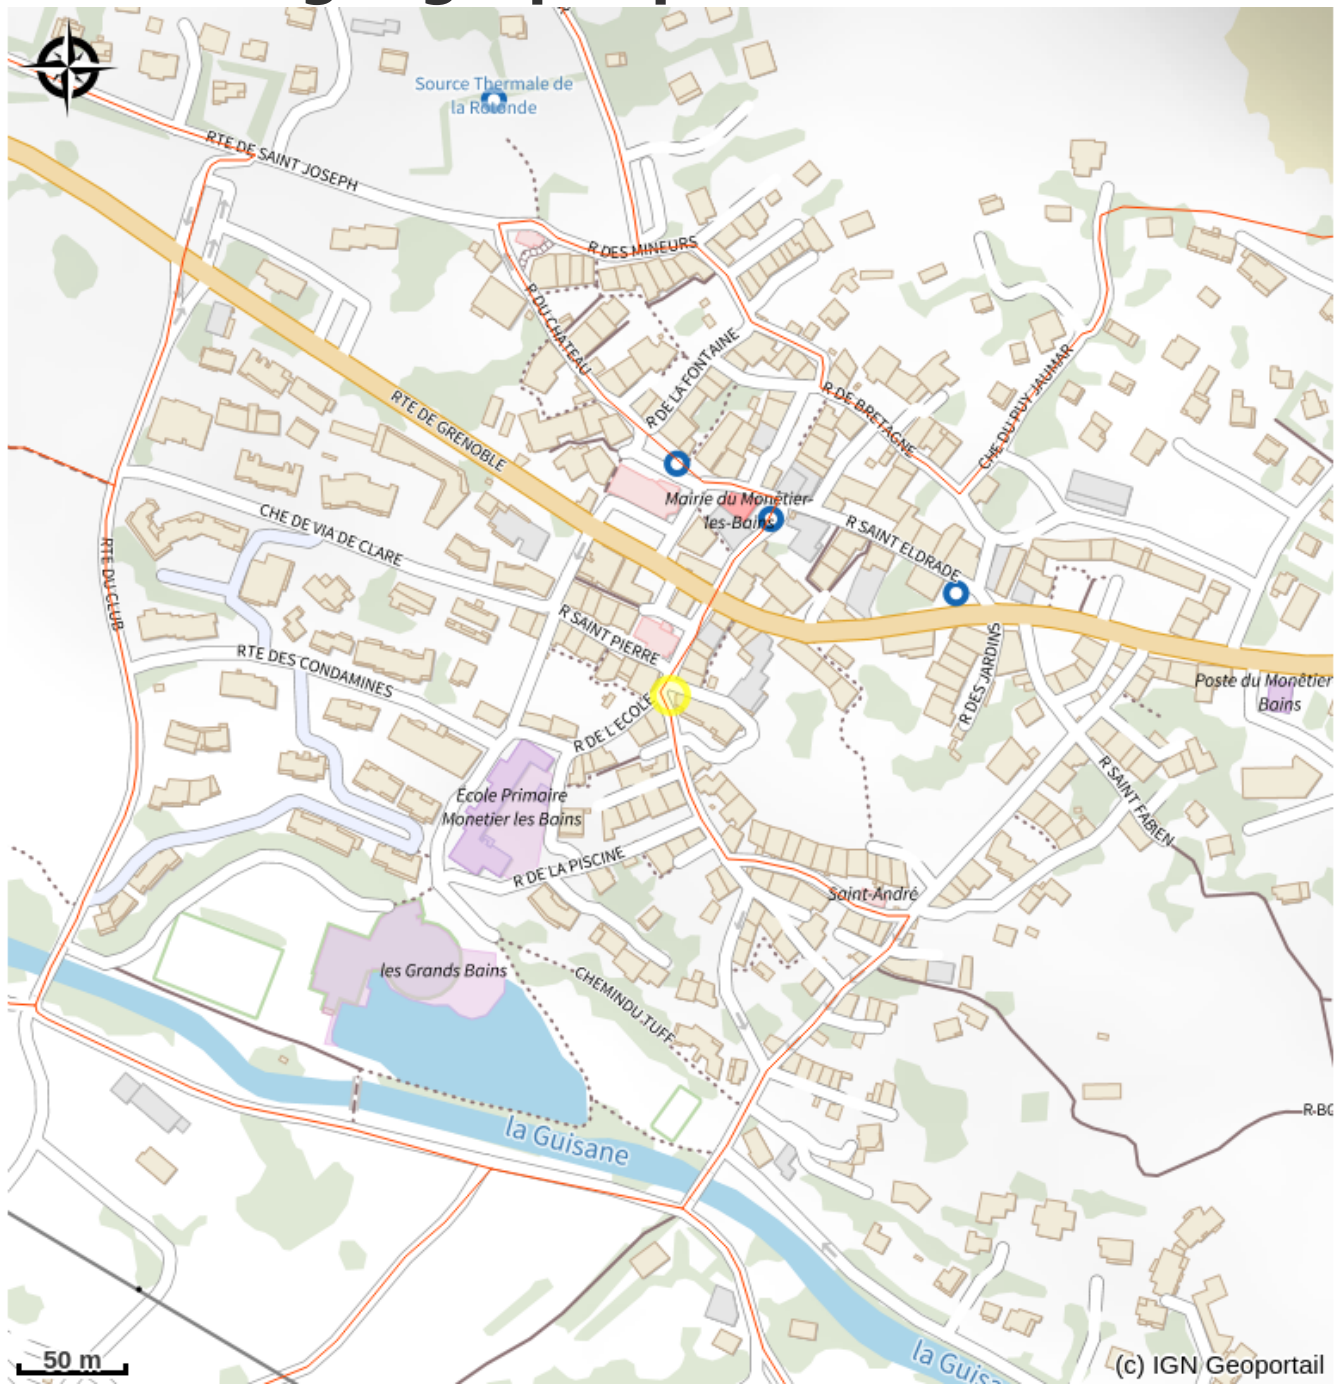 Source Thermale de
la Rotonde
RTE DE SAINT JOSEPH
R DES MINEURS
R DU CHATEAU
R DE LA FONTAINE
RTE DE GRENOBLE
R DE BRETAGNE
CHE DU PUY JAUMAR
Mairie du Monêtier-
les-Bains
R SAINT ELDRADE
CHE DE VIA DE CLARE
RTE DU CLUB
R SAINT PIERRE
RTE DES CONDAMINES
R DE L'ECOLE
R DES JARDINS
Poste du Monêtier
Bains
R SAINT FABIEN
Ecole Primaire
Monetier les Bains
R DE LA PISCINE
Saint-André
les Grands Bains
CHEMIN DU TUFF
la Guisane
R BO
la Guisa
50 m
(c) IGN Geoportail